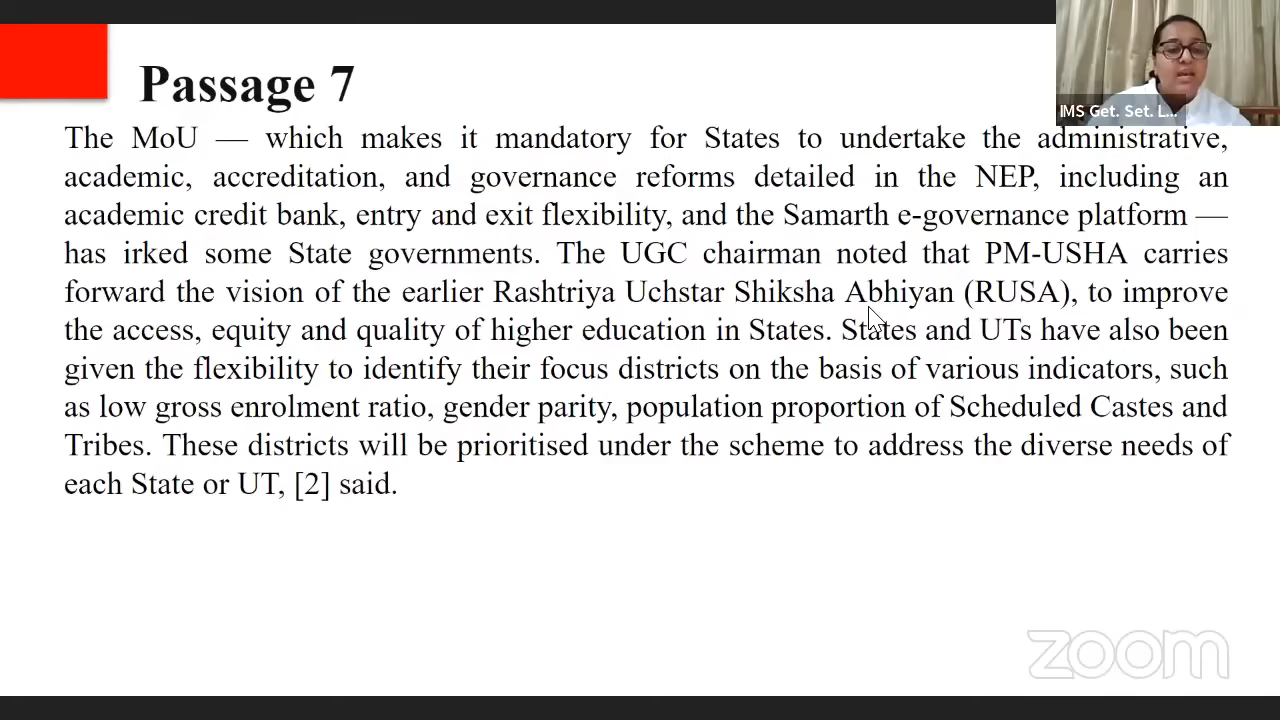 Passage 7
IMS Get. Set. L...
The MoU — which makes it mandatory for States to undertake the administrative,
academic, accreditation, and governance reforms detailed in the NEP, including an
academic credit bank, entry and exit flexibility, and the Samarth e-governance platform —
has irked some State governments. The UGC chairman noted that PM-USHA carries
forward the vision of the earlier Rashtriya Uchstar Shiksha Abhiyan (RUSA), to improve
the access, equity and quality of higher education in States. States and UTs have also been
given the flexibility to identify their focus districts on the basis of various indicators, such
as low gross enrolment ratio, gender parity, population proportion of Scheduled Castes and
Tribes. These districts will be prioritised under the scheme to address the diverse needs of
each State or UT, [2] said.
zoom